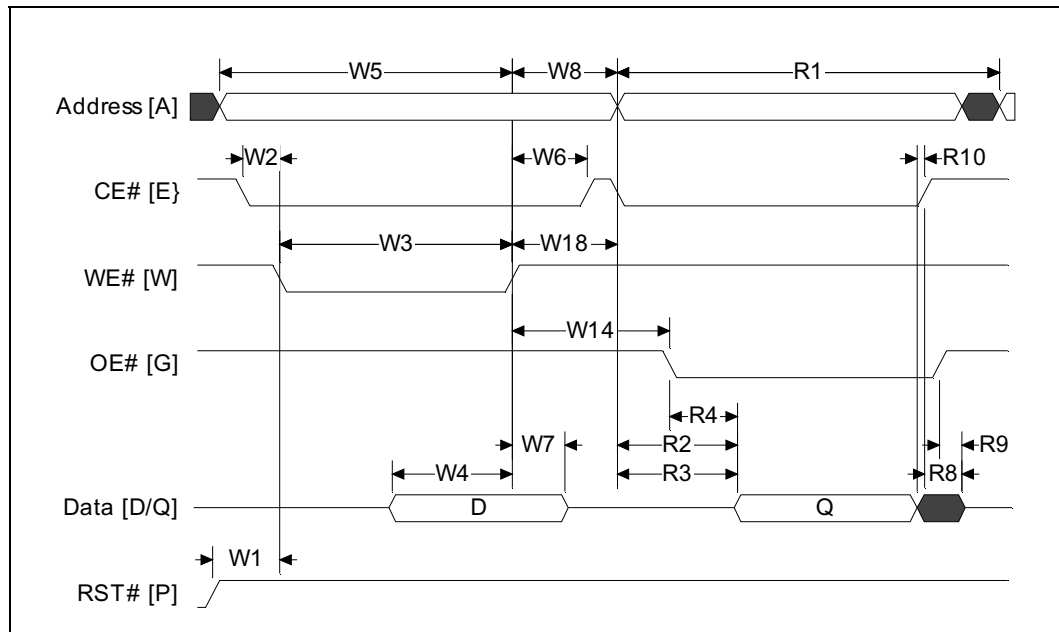 W5 W8 R1
Address [A]
W2 W6 R10
CE# [E}
W3 W18
WE# [W]
W14
OE# [G]
R4
W7 R2 R9
W4 R3 R8
Data [D/Q] D Q
W1
RST# [P]